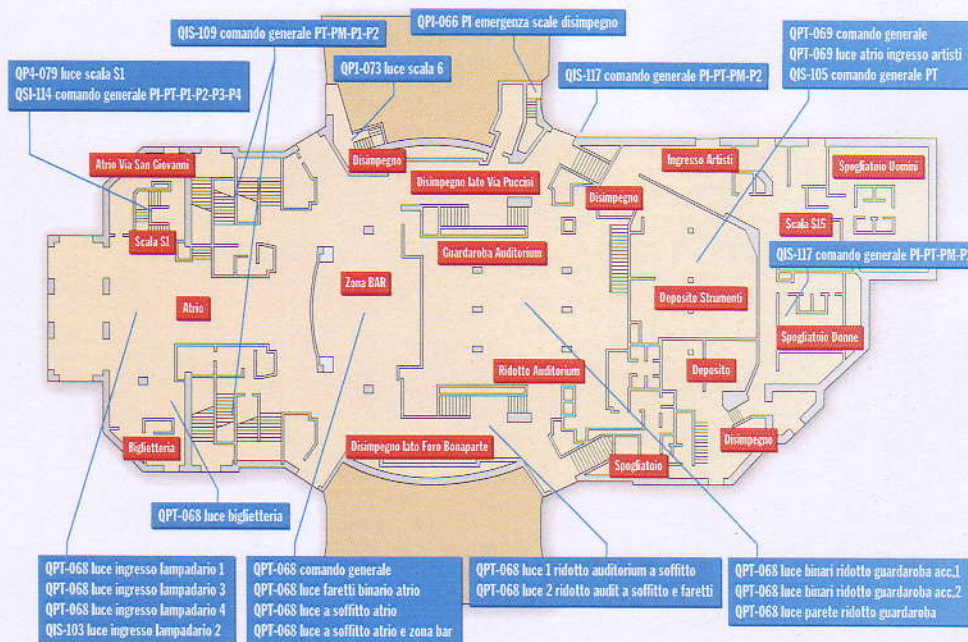 QIS-109 comando generale PT-PM-P1-P2
QPI-066 PI emergenza scale disimpegno
QPT-069 comando generale
QPT-069 luce atrio ingresso artisti
QIS-105 comando generale PT
QP4-079 luce scala S1
QSI-114 comando generale PI-PT-P1-P2-P3-P4
QP1-073 luce scala 6
QIS-117 comando generale PI-PT-PM-P2
Atrio Via San Giovanni
Disimpegno
Ingresso Artisti
Spogliatoio Uomini
Disimpegno lato Via Puccini
Disimpegno
Scala S15
Scala S1
Guardaroba Auditorium
QIS-117 comando generale PI-PT-PM-P2
Zona BAR
Atrio
Deposito Strumenti
Spogliatoio Donne
Ridotto Auditorium
Deposito
Biglietteria
Disimpegno lato Foro Bonaparte
Disimpegno
Spogliatoio
QPT-068 luce biglietteria
QPT-068 luce ingresso lampadario 1
QPT-068 luce ingresso lampadario 3
QPT-068 luce ingresso lampadario 4
QIS-103 luce ingresso lampadario 2
QPT-068 comando generale
QPT-068 luce faretti binario atrio
QPT-068 luce a soffitto atrio
QPT-068 luce a soffitto atrio e zona bar
QPT-068 luce 1 ridotto auditorium a soffitto
QPT-068 luce 2 ridotto audit a soffitto e faretti
QPT-068 luce binari ridotto guardaroba acc.1
QPT-068 luce binari ridotto guardaroba acc.2
QPT-068 luce parete ridotto guardaroba